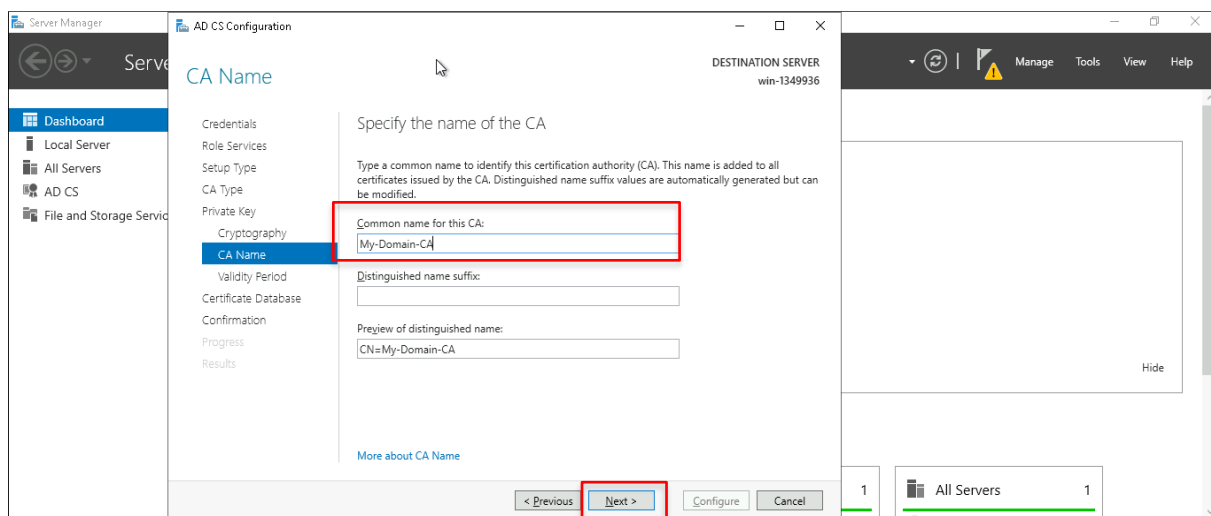 Server Manager
AD CS Configuration
CA Name
DESTINATION SERVER
win-1349936
Manage
Tools
View
Help
Dashboard
Local Server
All Servers
AD CS
File and Storage
Credentials
Role Services
Setup Type
CA Type
Private Key
Cryptography
CA Name
Validity Period
Certificate Database
Confirmation
Progress
Results
Specify the name of the CA
Type a common name to identify this certification authority (CA). This name is added to all
certificates issued by the CA. Distinguished name suffix values are automatically generated but can
be modified.
Common name for this CA:
My-Domain-CA
Distinguished name suffix:
Preview of distinguished name:
CN=My-Domain-CA
More about CA Name
< Previous
Next >
Configure
Cancel
Hide
1
All Servers
1